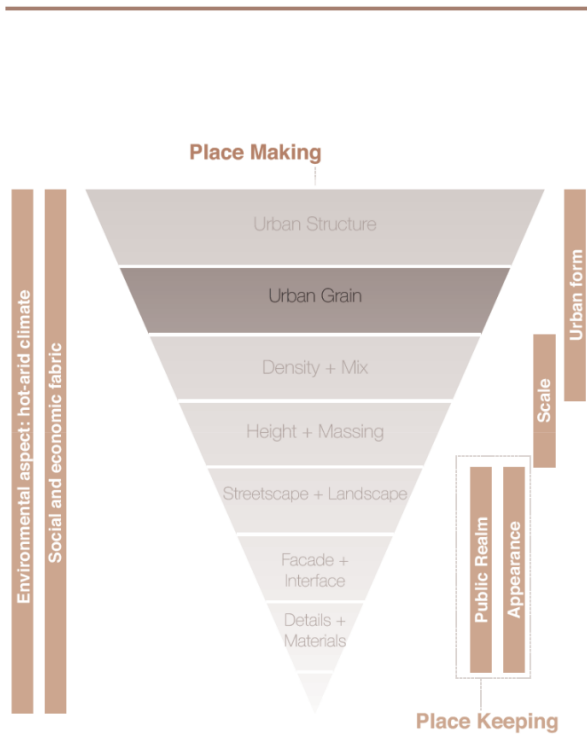 Place Making
Urban Structure
Urban Grain
Density + Mix
Height + Massing
Streetscape + Landscape
Facade +
Interface
Details +
Materials
Environmental aspect: hot-arid climate
Social and economic fabric
Urban form
Scale
Public Realm
Appearance
Place Keeping